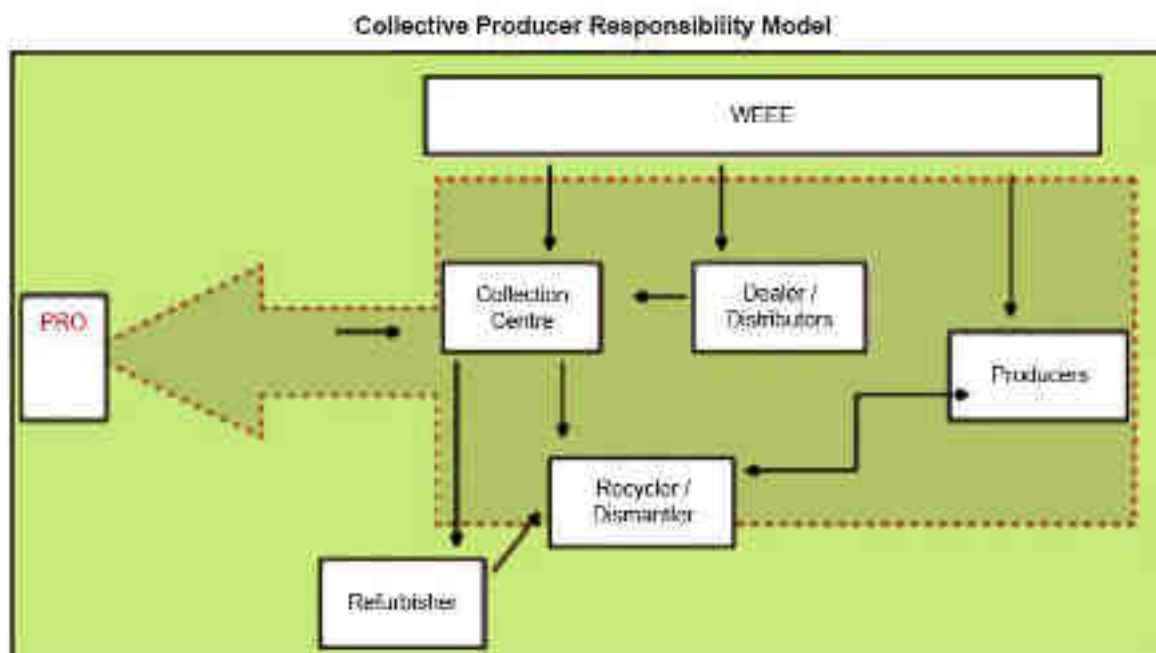 Collective Producer Responsibility Model
WEEE
Collection
Centre
Dealer /
Distributors
PRO
Producers
Recycler /
Dismantler
Refurbisher